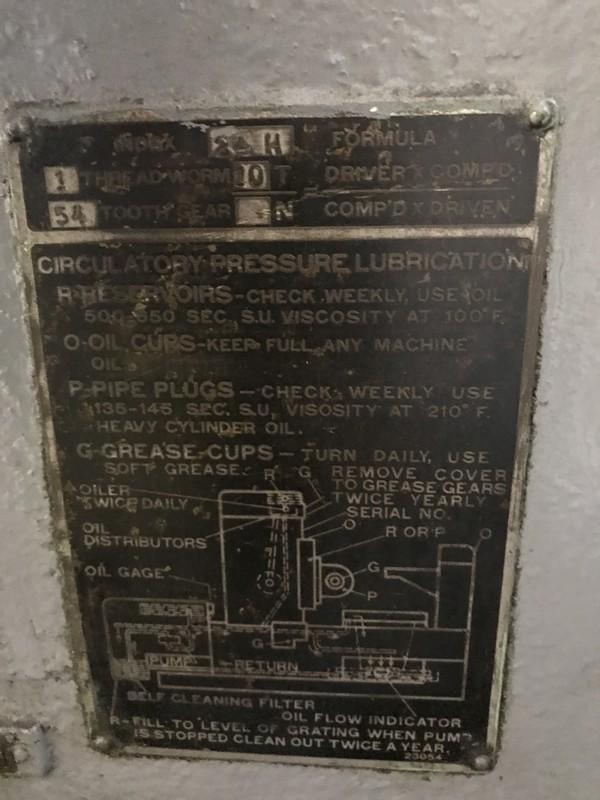 INDEX 24 H FORMULA
1 THREAD WORM 0 T DRIVER X COMP'D
54 TOOTH GEAR N = COMP'D X DRIVEN
CIRCULATORY PRESSURE LUBRICATION
R-RESERVOIRS-CHECK WEEKLY, USE OIL
500-550 SEC. S.U. VISCOSITY AT 100° F.
O-OIL CUPS-KEEP FULL, ANY MACHINE
OIL.
P-PIPE PLUGS - CHECK WEEKLY USE
135-145 SEC. S.U. VISOSITY AT 210° F.
HEAVY CYLINDER OIL.
G-GREASE CUPS - TURN DAILY, USE
SOFT GREASE. R G REMOVE COVER
TO GREASE GEARS
TWICE YEARLY
OILER
TWICE DAILY
SERIAL NO.
O
OIL
DISTRIBUTORS
R OR P O
OIL GAGE
G
P
G
PUMP RETURN
SELF CLEANING FILTER
OIL FLOW INDICATOR
R-FILL TO LEVEL OF GRATING WHEN PUMP
IS STOPPED CLEAN OUT TWICE A YEAR.
23054